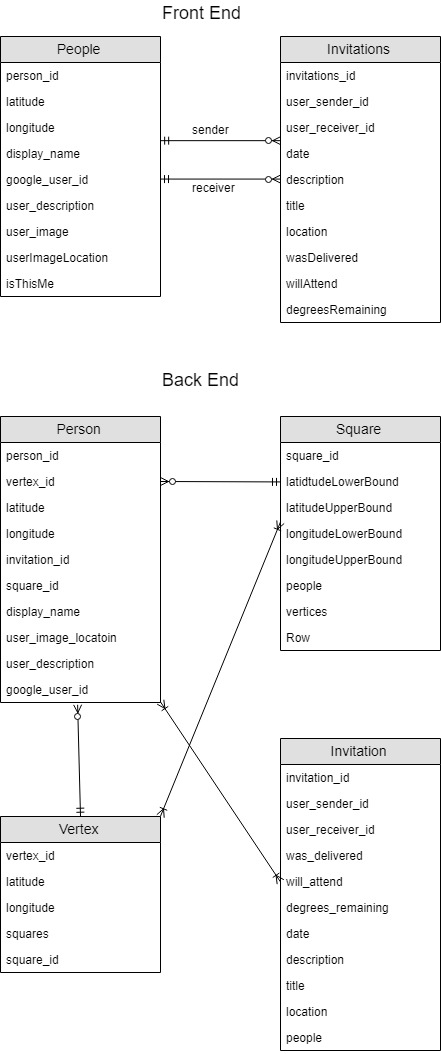 Front End
People
person_id
latitude
longitude
display_name
google_user_id
user_description
user_image
userImageLocation
isThisMe
sender
receiver
Invitations
invitations_id
user_sender_id
user_receiver_id
date
description
title
location
wasDelivered
willAttend
degreesRemaining
Back End
Person
person_id
vertex_id
latitude
longitude
invitation_id
square_id
display_name
user_image_locatoin
user_description
google_user_id
Square
square_id
latidtudeLowerBound
latitudeUpperBound
longitudeLowerBound
longitudeUpperBound
people
vertices
Row
Vertex
vertex_id
latitude
longitude
squares
square_id
Invitation
invitation_id
user_sender_id
user_receiver_id
was_delivered
will_attend
degrees_remaining
date
description
title
location
people